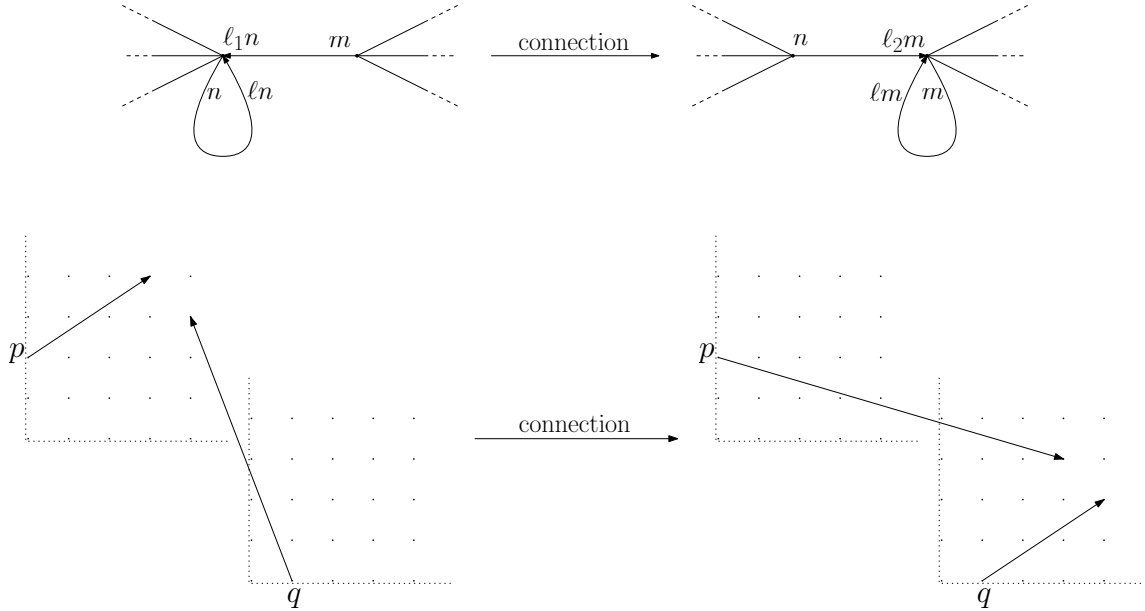 ℓ₁n m connection n ℓ₂m
n ℓn ℓm m
p p
connection
q q